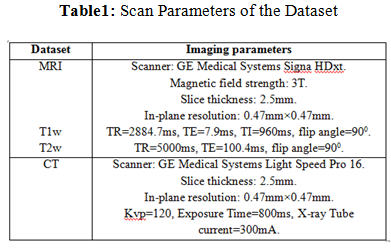 Table1: Scan Parameters of the Dataset
Dataset Imaging parameters
MRI Scanner: GE Medical Systems Signa HDxt.
Magnetic field strength: 3T.
Slice thickness: 2.5mm.
In-plane resolution: 0.47mm×0.47mm.
T1w TR=2884.7ms, TE=7.9ms, TI=960ms, flip angle=90⁰.
T2w TR=5000ms, TE=100.4ms, flip angle=90⁰.
CT Scanner: GE Medical Systems Light Speed Pro 16.
Slice thickness: 2.5mm.
In-plane resolution: 0.47mm×0.47mm.
Kvp=120, Exposure Time=800ms, X-ray Tube
current=300mA.